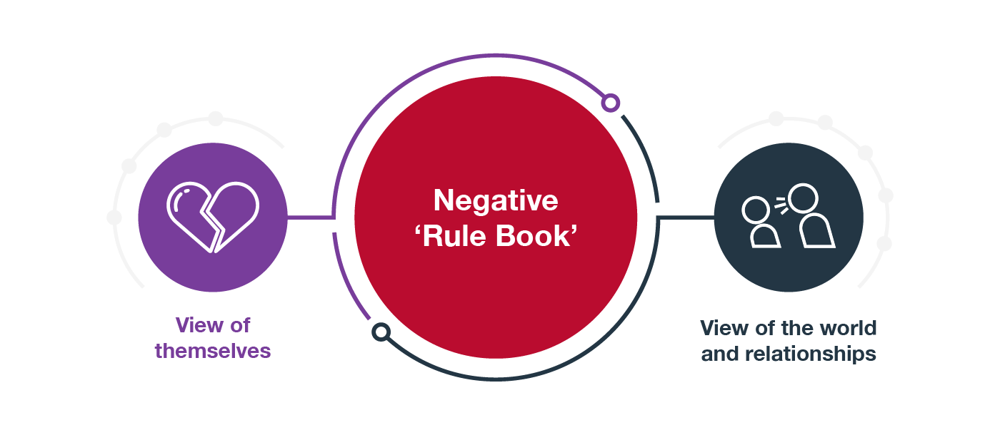 Negative
‘Rule Book’
View of
themselves
View of the world
and relationships